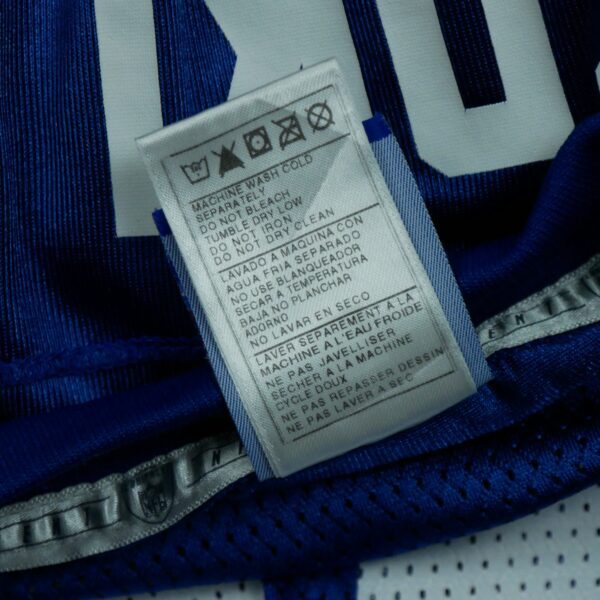 MACHINE WASH COLD
SEPARATELY
DO NOT BLEACH
TUMBLE DRY LOW
DO NOT IRON
DO NOT DRY CLEAN
LAVADO A MAQUINA CON
AGUA FRIA SEPARADO
NO USE BLANQUEADOR
SECAR A TEMPERATURA
BAJA NO PLANCHAR
ADORNO
NO LAVAR EN SECO
LAVER SEPAREMENT A LA
MACHINE A L'EAU FROIDE
NE PAS JAVELLISER
SECHER A LA MACHINE
CYCLE DOUX
NE PAS REPASSER DESSIN
NE PAS LAVER A SEC